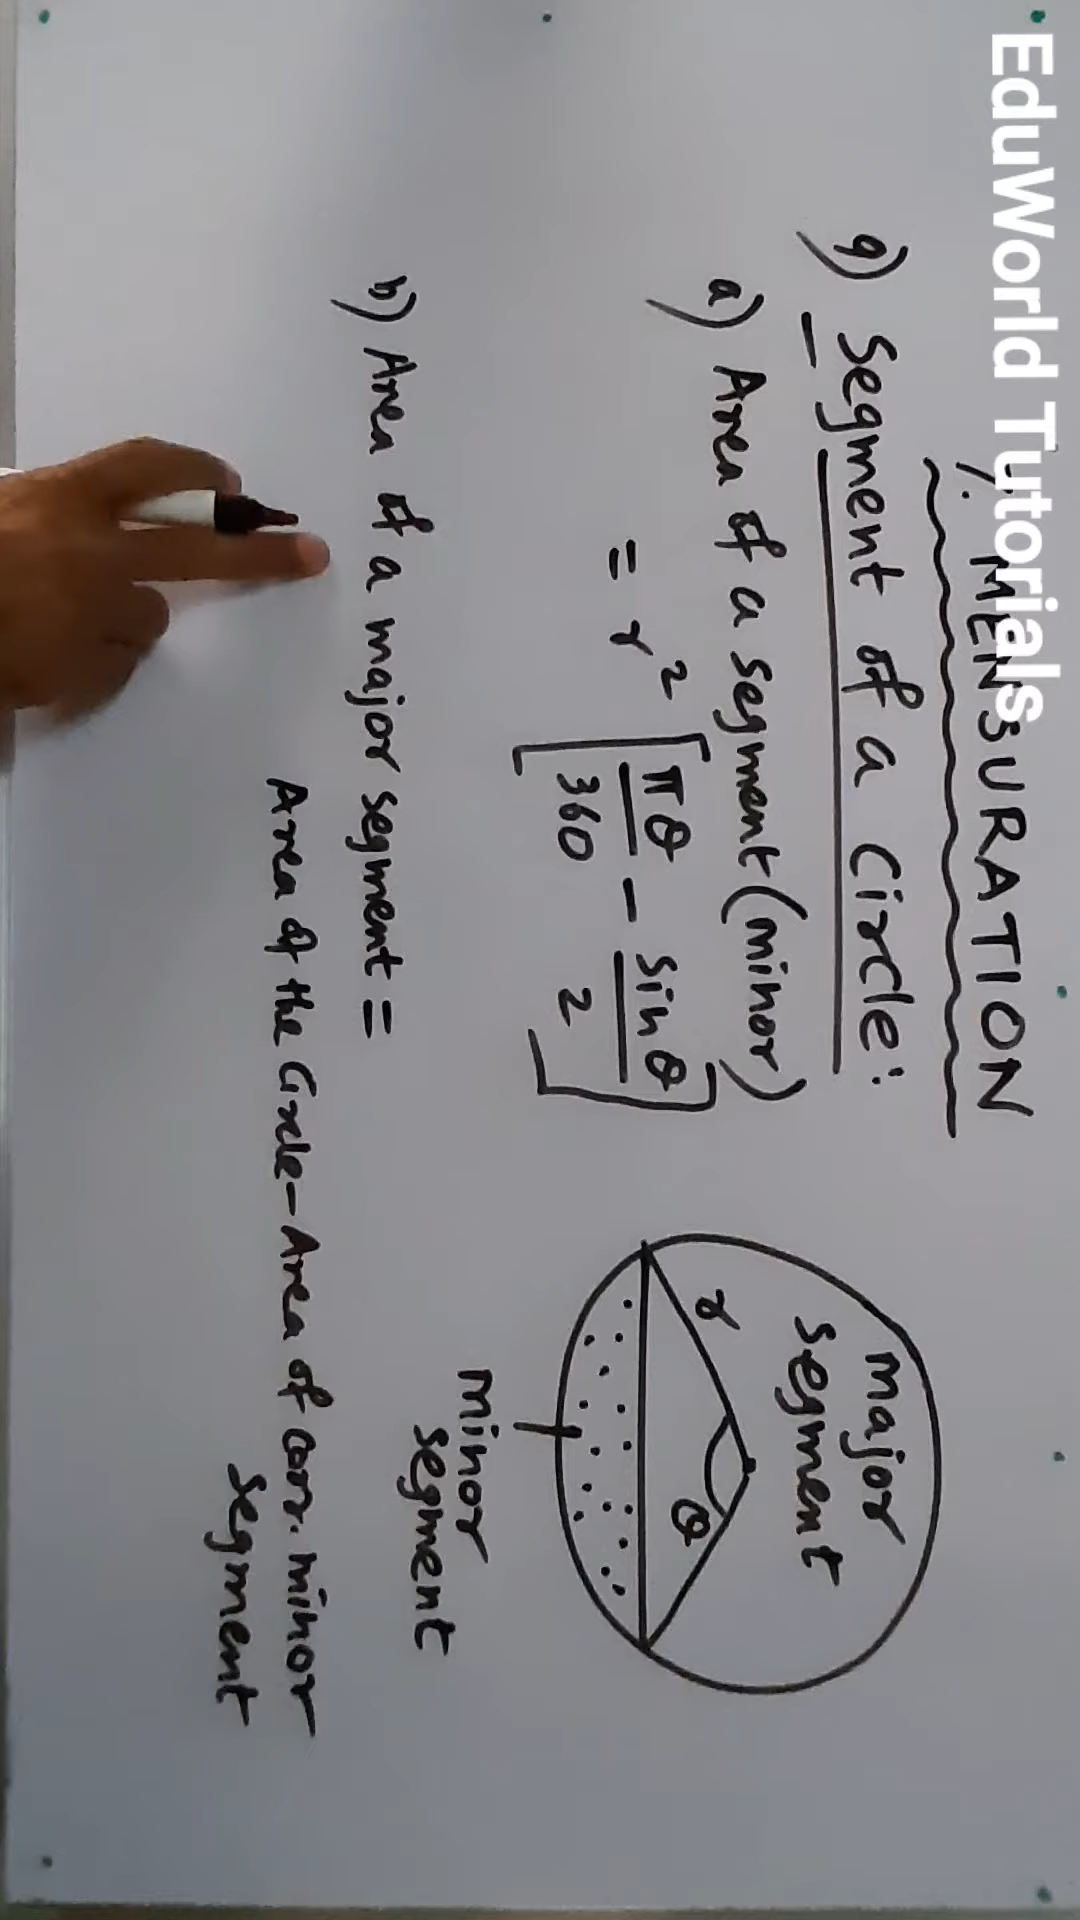 EduWorld Tutorials
7. MENSURATION
9) Segment of a Circle:
a) Area of a segment (minor)
= r² [πθ/360 - sinθ/2]
major
segment
r
θ
minor
segment
b) Area of a major segment =
Area of the Circle - Area of corr. minor
segment